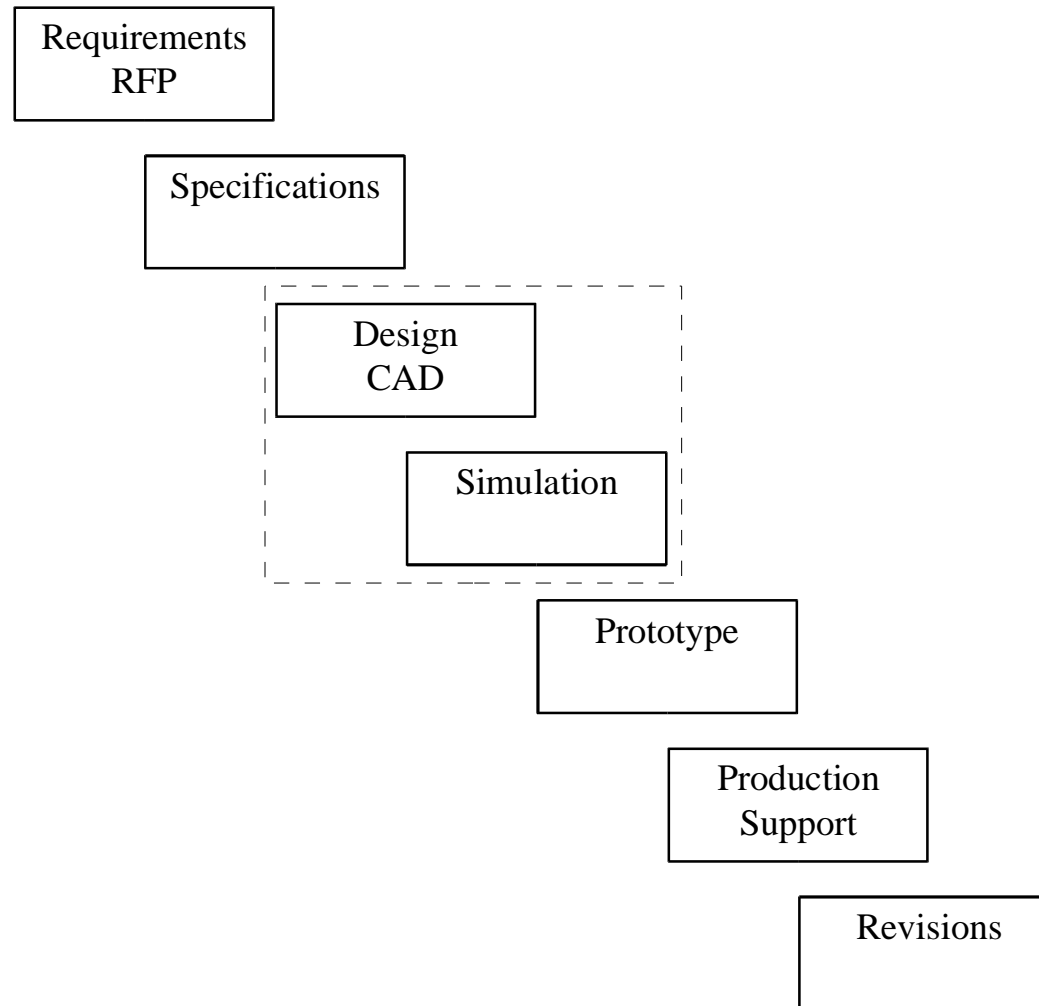 Requirements
RFP
Specifications
Design
CAD
Simulation
Prototype
Production
Support
Revisions